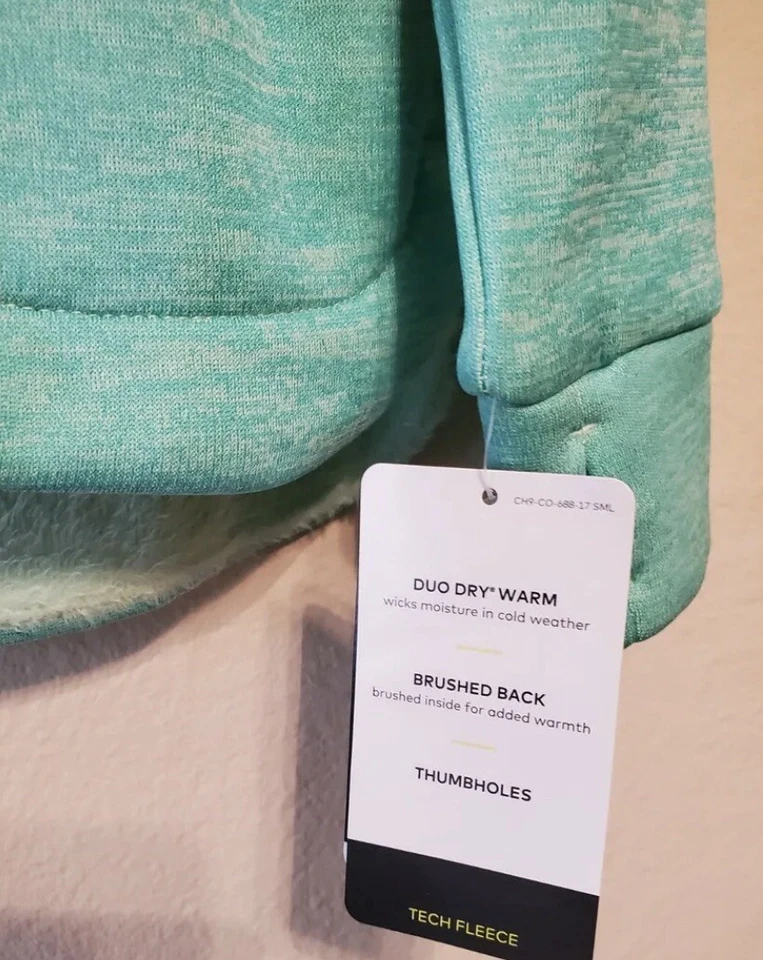 CH9-CO-688-17 SML
DUO DRY® WARM
wicks moisture in cold weather
BRUSHED BACK
brushed inside for added warmth
THUMBHOLES
TECH FLEECE